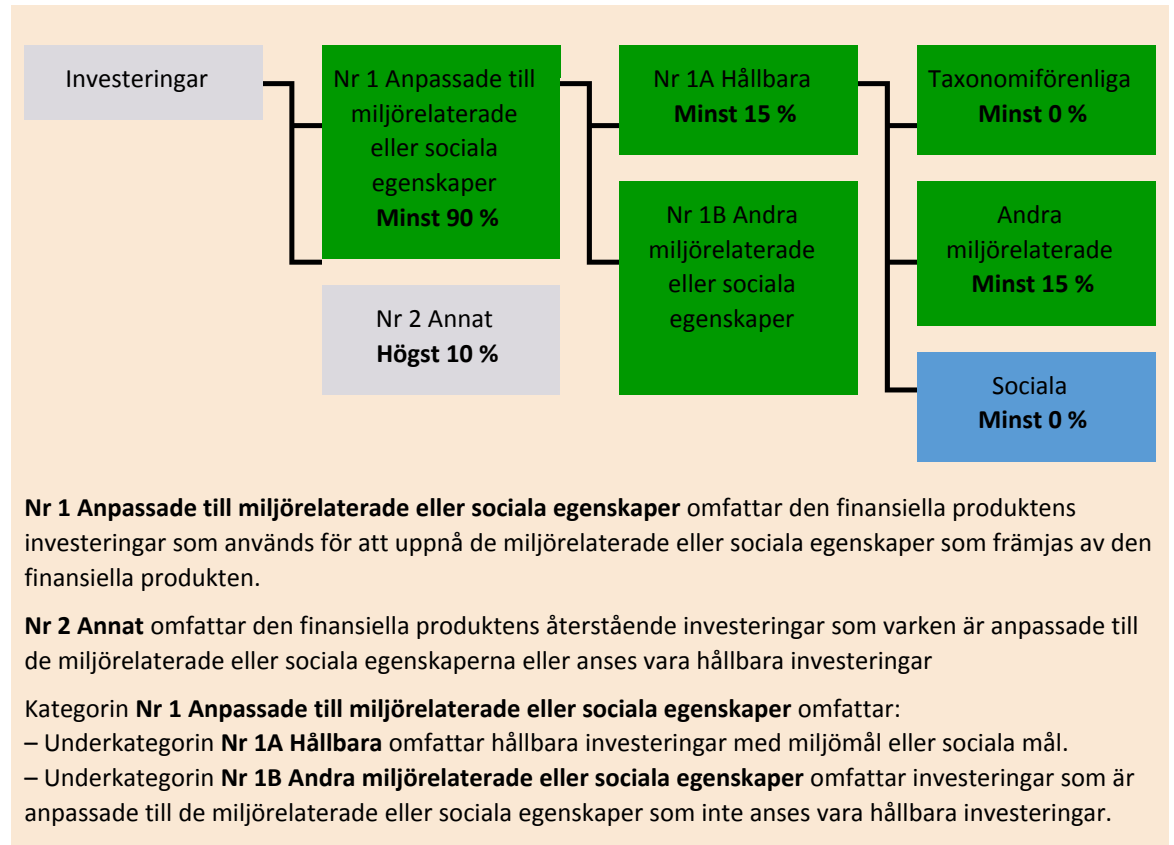 Investeringar
Nr 1 Anpassade till
miljörelaterade
eller sociala
egenskaper
Minst 90 %
Nr 2 Annat
Högst 10 %
Nr 1A Hållbara
Minst 15 %
Nr 1B Andra
miljörelaterade
eller sociala
egenskaper
Taxonomiförenliga
Minst 0 %
Andra
miljörelaterade
Minst 15 %
Sociala
Minst 0 %
Nr 1 Anpassade till miljörelaterade eller sociala egenskaper omfattar den finansiella produktens
investeringar som används för att uppnå de miljörelaterade eller sociala egenskaper som främjas av den
finansiella produkten.
Nr 2 Annat omfattar den finansiella produktens återstående investeringar som varken är anpassade till
de miljörelaterade eller sociala egenskaperna eller anses vara hållbara investeringar
Kategorin Nr 1 Anpassade till miljörelaterade eller sociala egenskaper omfattar:
– Underkategorin Nr 1A Hållbara omfattar hållbara investeringar med miljömål eller sociala mål.
– Underkategorin Nr 1B Andra miljörelaterade eller sociala egenskaper omfattar investeringar som är
anpassade till de miljörelaterade eller sociala egenskaper som inte anses vara hållbara investeringar.